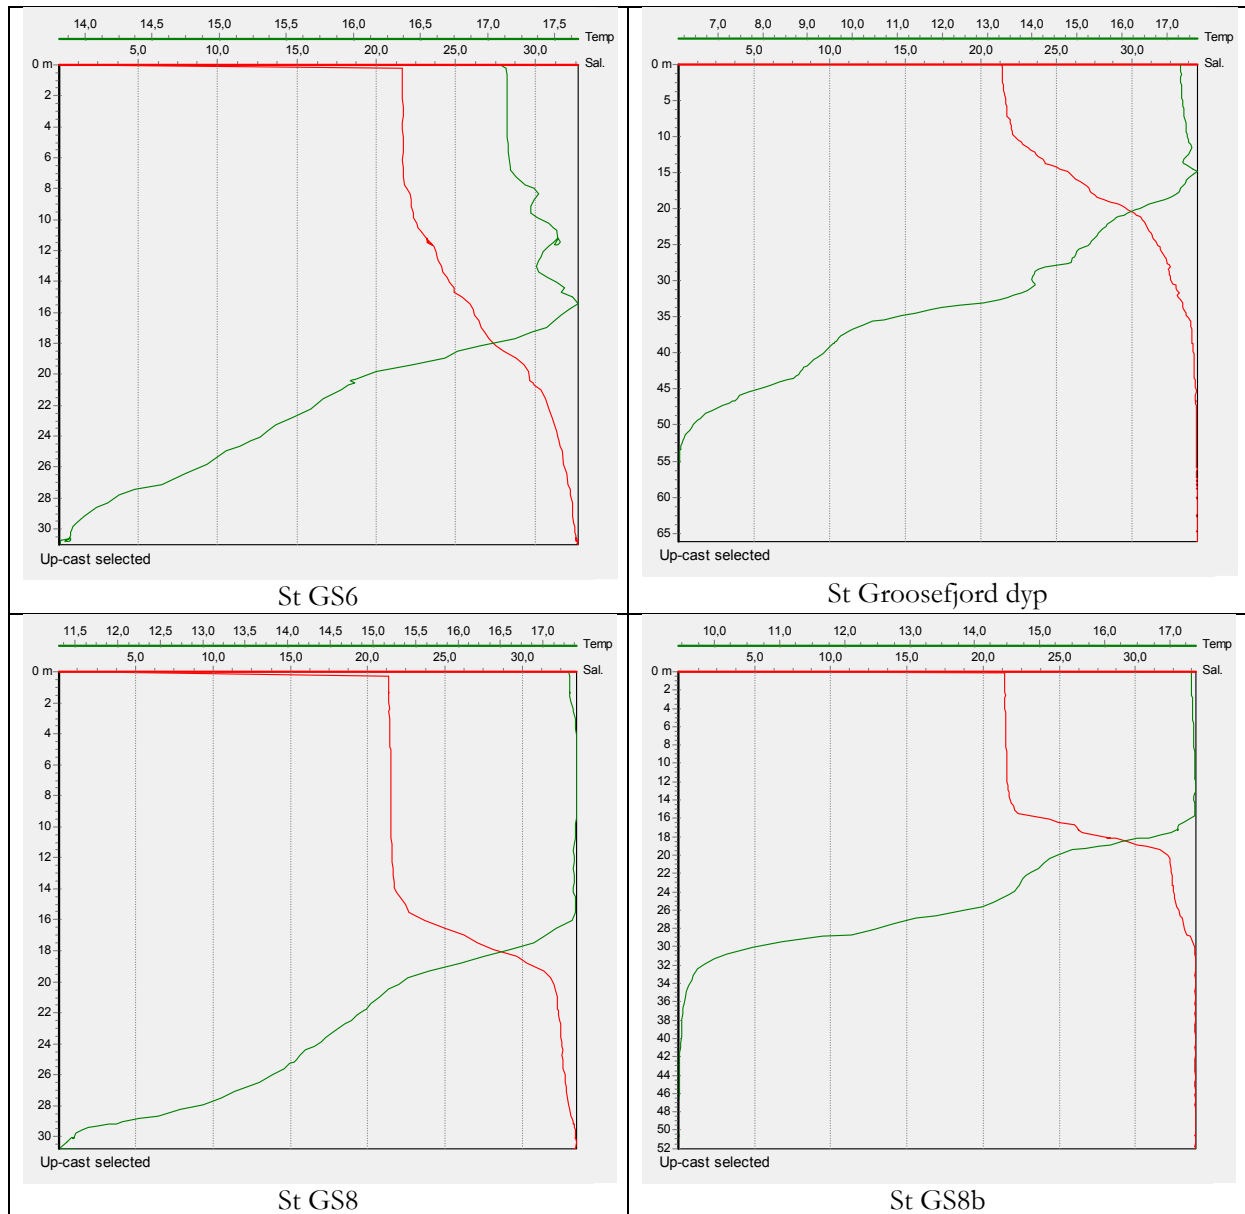 14,0 14,5 15,0 15,5 16,0 16,5 17,0 17,5
Temp
5,0 10,0 15,0 20,0 25,0 30,0
Sal.
0 m
2
4
6
8
10
12
14
16
18
20
22
24
26
28
30
Up-cast selected
St GS6
7,0 8,0 9,0 10,0 11,0 12,0 13,0 14,0 15,0 16,0 17,0
Temp
5,0 10,0 15,0 20,0 25,0 30,0
Sal.
0 m
5
10
15
20
25
30
35
40
45
50
55
60
65
Up-cast selected
St Groosefjord dyp
11,5 12,0 12,5 13,0 13,5 14,0 14,5 15,0 15,5 16,0 16,5 17,0
Temp
5,0 10,0 15,0 20,0 25,0 30,0
Sal.
0 m
2
4
6
8
10
12
14
16
18
20
22
24
26
28
30
Up-cast selected
St GS8
10,0 11,0 12,0 13,0 14,0 15,0 16,0 17,0
Temp
5,0 10,0 15,0 20,0 25,0 30,0
Sal.
0 m
2
4
6
8
10
12
14
16
18
20
22
24
26
28
30
32
34
36
38
40
42
44
46
48
50
52
Up-cast selected
St GS8b